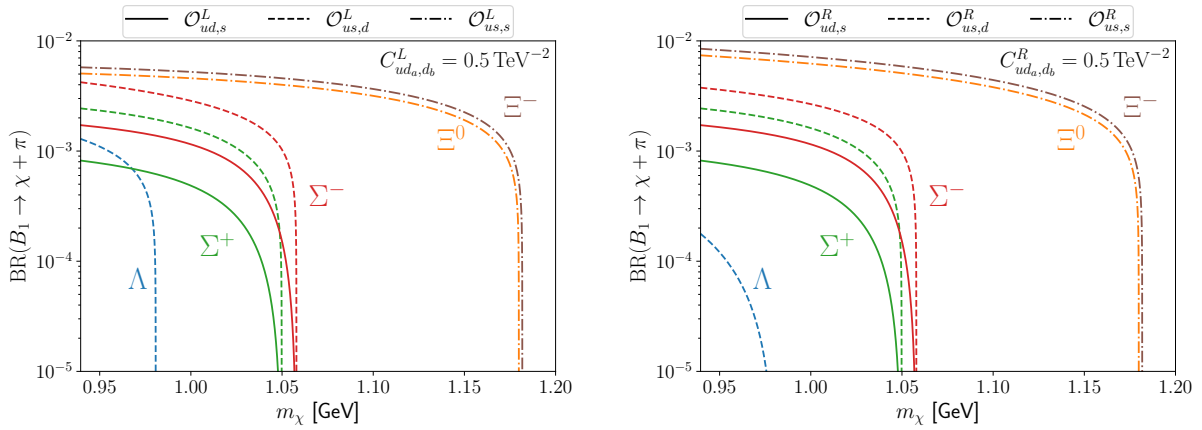 𝒪^L_{ud,s} 𝒪^L_{us,d} 𝒪^L_{us,s}
C^L_{ud_a,d_b} = 0.5 TeV^{-2}
10^{-2}
10^{-3}
10^{-4}
10^{-5}
BR(B_1 → χ + π)
Ξ^-
Ξ^0
Σ^-
Σ^+
Λ
0.95 1.00 1.05 1.10 1.15 1.20
m_χ [GeV]
𝒪^R_{ud,s} 𝒪^R_{us,d} 𝒪^R_{us,s}
C^R_{ud_a,d_b} = 0.5 TeV^{-2}
10^{-2}
10^{-3}
10^{-4}
10^{-5}
BR(B_1 → χ + π)
Ξ^-
Ξ^0
Σ^-
Σ^+
Λ
0.95 1.00 1.05 1.10 1.15 1.20
m_χ [GeV]